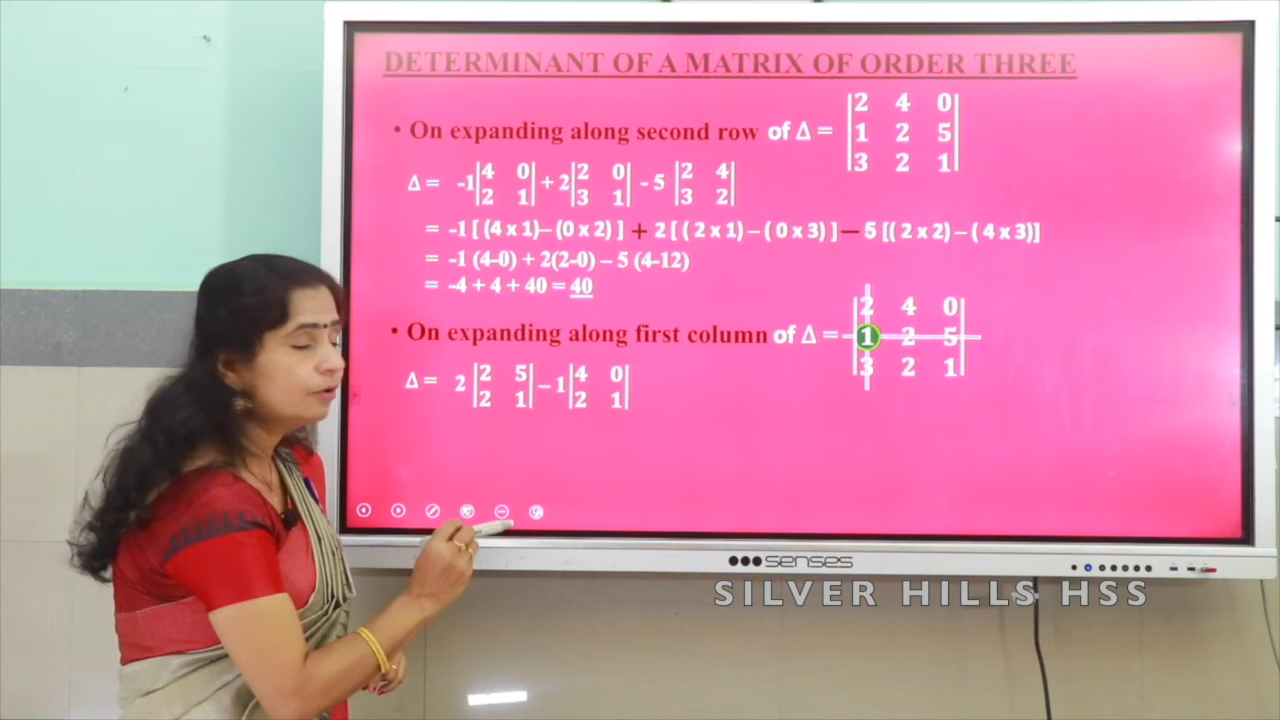 DETERMINANT OF A MATRIX OF ORDER THREE
• On expanding along second row of Δ = |2 4 0|
|1 2 5|
|3 2 1|
Δ = -1 |4 0| + 2 |2 0| - 5 |2 4|
|2 1| |3 1| |3 2|
= -1 [ (4 x 1)– (0 x 2) ] + 2 [ ( 2 x 1) – ( 0 x 3) ] – 5 [( 2 x 2) – ( 4 x 3)]
= -1 (4-0) + 2(2-0) – 5 (4-12)
= -4 + 4 + 40 = 40
• On expanding along first column of Δ = |2 4 0|
|1 2 5|
|3 2 1|
Δ = 2 |2 5| – 1 |4 0|
|2 1| |2 1|
senses
SILVER HILLS HSS